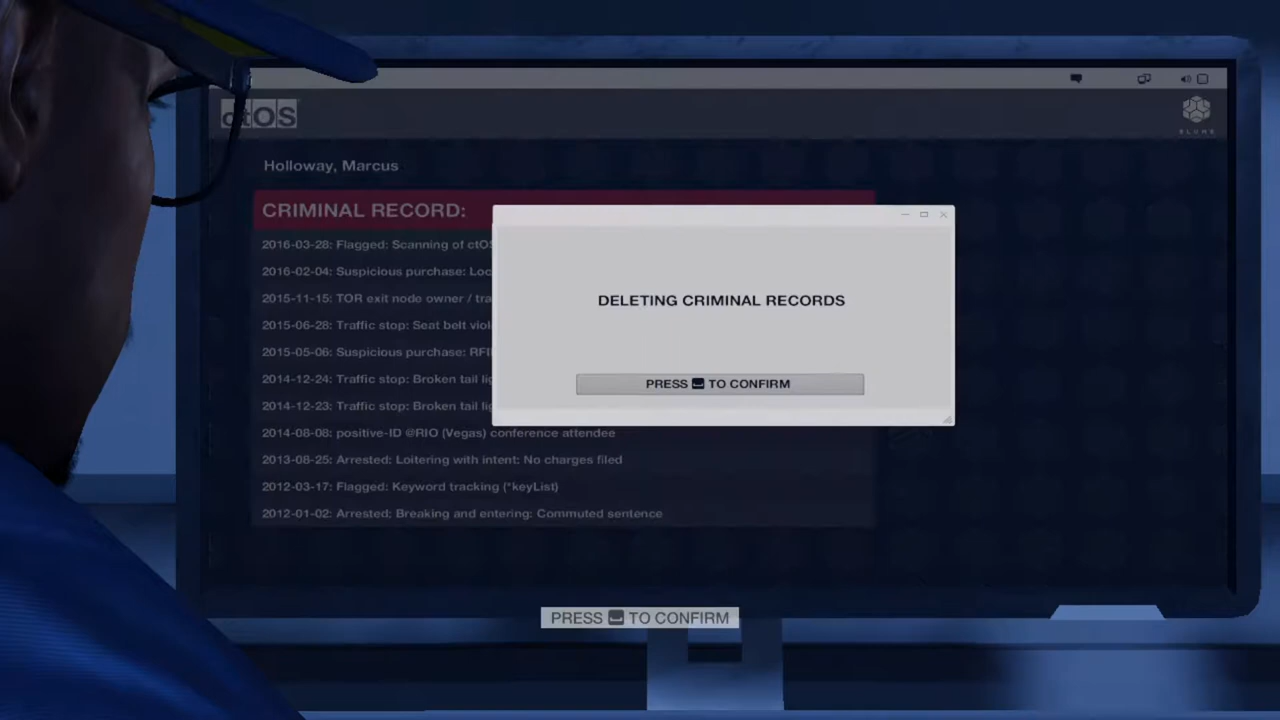 ctOS
BLUME
Holloway, Marcus
CRIMINAL RECORD:
2016-03-28: Flagged: Scanning of ctOS
2016-02-04: Suspicious purchase: Loc
2015-11-15: TOR exit node owner / tra
2015-06-28: Traffic stop: Seat belt viol
2015-05-06: Suspicious purchase: RFI
2014-12-24: Traffic stop: Broken tail lig
2014-12-23: Traffic stop: Broken tail lig
2014-08-08: positive-ID @RIO (Vegas) conference attendee
2013-08-25: Arrested: Loitering with intent: No charges filed
2012-03-17: Flagged: Keyword tracking (*keyList)
2012-01-02: Arrested: Breaking and entering: Commuted sentence
DELETING CRIMINAL RECORDS
PRESS TO CONFIRM
PRESS TO CONFIRM